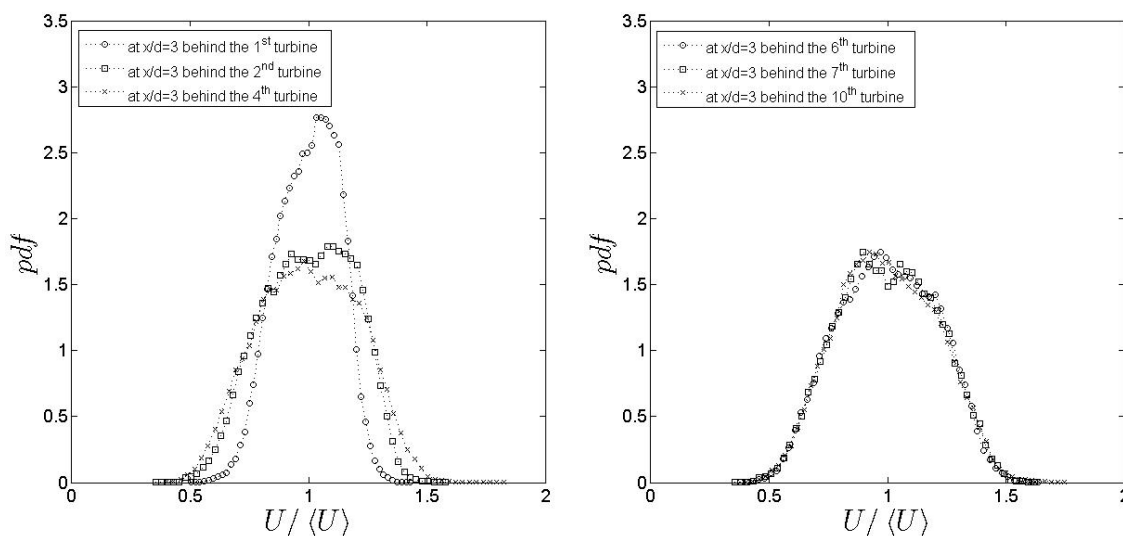 3.5
3
2.5
2
1.5
1
0.5
0
0
0.5
1
1.5
2
pdf
U / ⟨U⟩
at x/d=3 behind the 1st turbine
at x/d=3 behind the 2nd turbine
at x/d=3 behind the 4th turbine
3.5
3
2.5
2
1.5
1
0.5
0
0
0.5
1
1.5
2
pdf
U / ⟨U⟩
at x/d=3 behind the 6th turbine
at x/d=3 behind the 7th turbine
at x/d=3 behind the 10th turbine